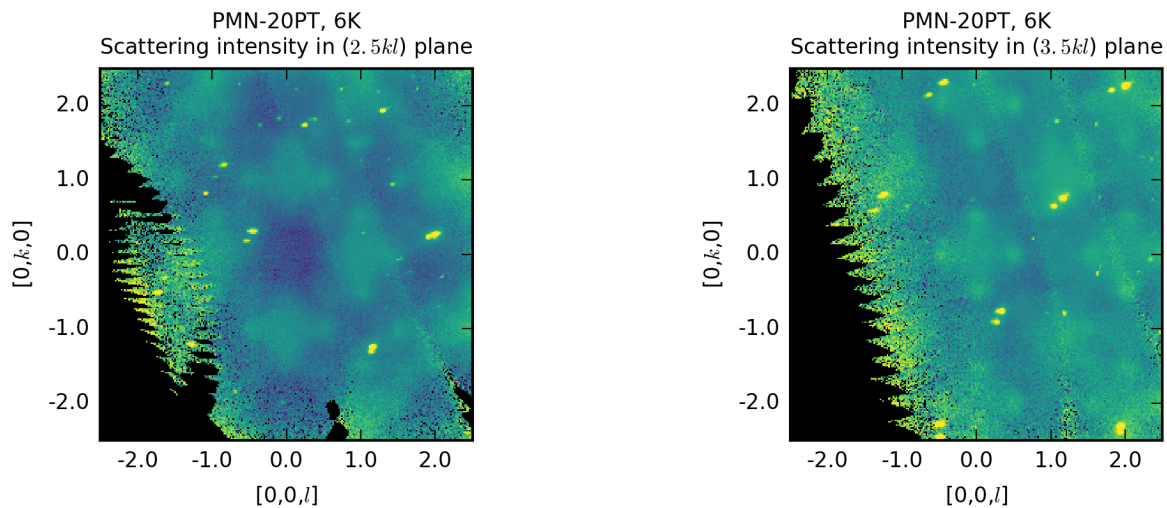 PMN-20PT, 6K
Scattering intensity in (2.5kl) plane
2.0
1.0
0.0
-1.0
-2.0
[0,k,0]
-2.0 -1.0 0.0 1.0 2.0
[0,0,l]
PMN-20PT, 6K
Scattering intensity in (3.5kl) plane
2.0
1.0
0.0
-1.0
-2.0
[0,k,0]
-2.0 -1.0 0.0 1.0 2.0
[0,0,l]